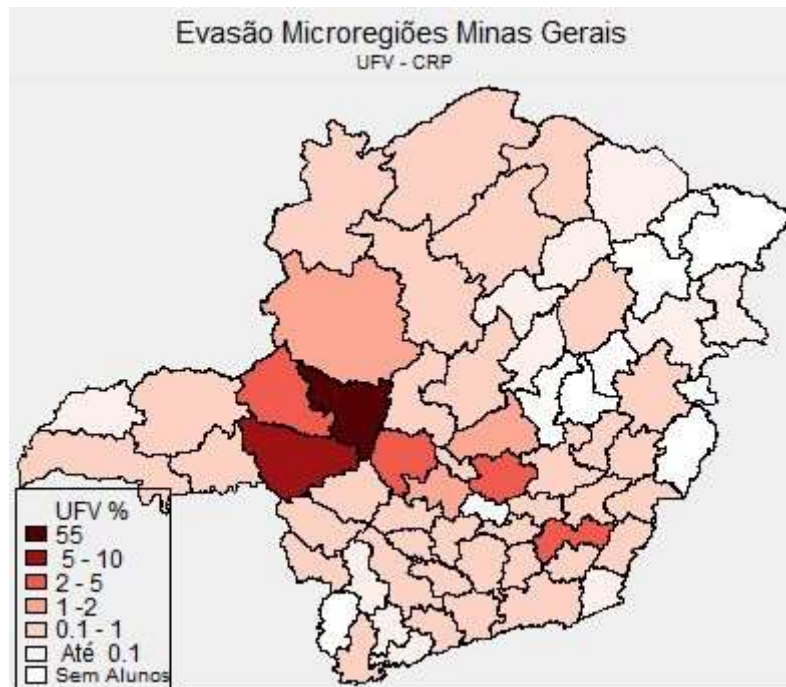 Evasão Microregiões Minas Gerais
UFV - CRP
UFV %
55
5 - 10
2 - 5
1 -2
0.1 - 1
Até 0.1
Sem Alunos